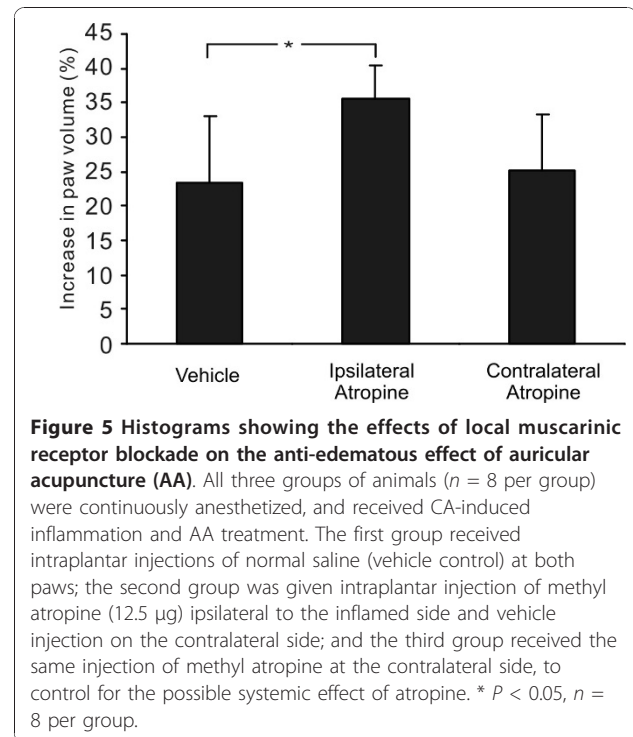 45
40
35
30
25
20
15
10
5
0
Increase in paw volume (%)
*
Vehicle
Ipsilateral
Atropine
Contralateral
Atropine
Figure 5 Histograms showing the effects of local muscarinic
receptor blockade on the anti-edematous effect of auricular
acupuncture (AA). All three groups of animals (n = 8 per group)
were continuously anesthetized, and received CA-induced
inflammation and AA treatment. The first group received
intraplantar injections of normal saline (vehicle control) at both
paws; the second group was given intraplantar injection of methyl
atropine (12.5 μg) ipsilateral to the inflamed side and vehicle
injection on the contralateral side; and the third group received the
same injection of methyl atropine at the contralateral side, to
control for the possible systemic effect of atropine. * P < 0.05, n =
8 per group.